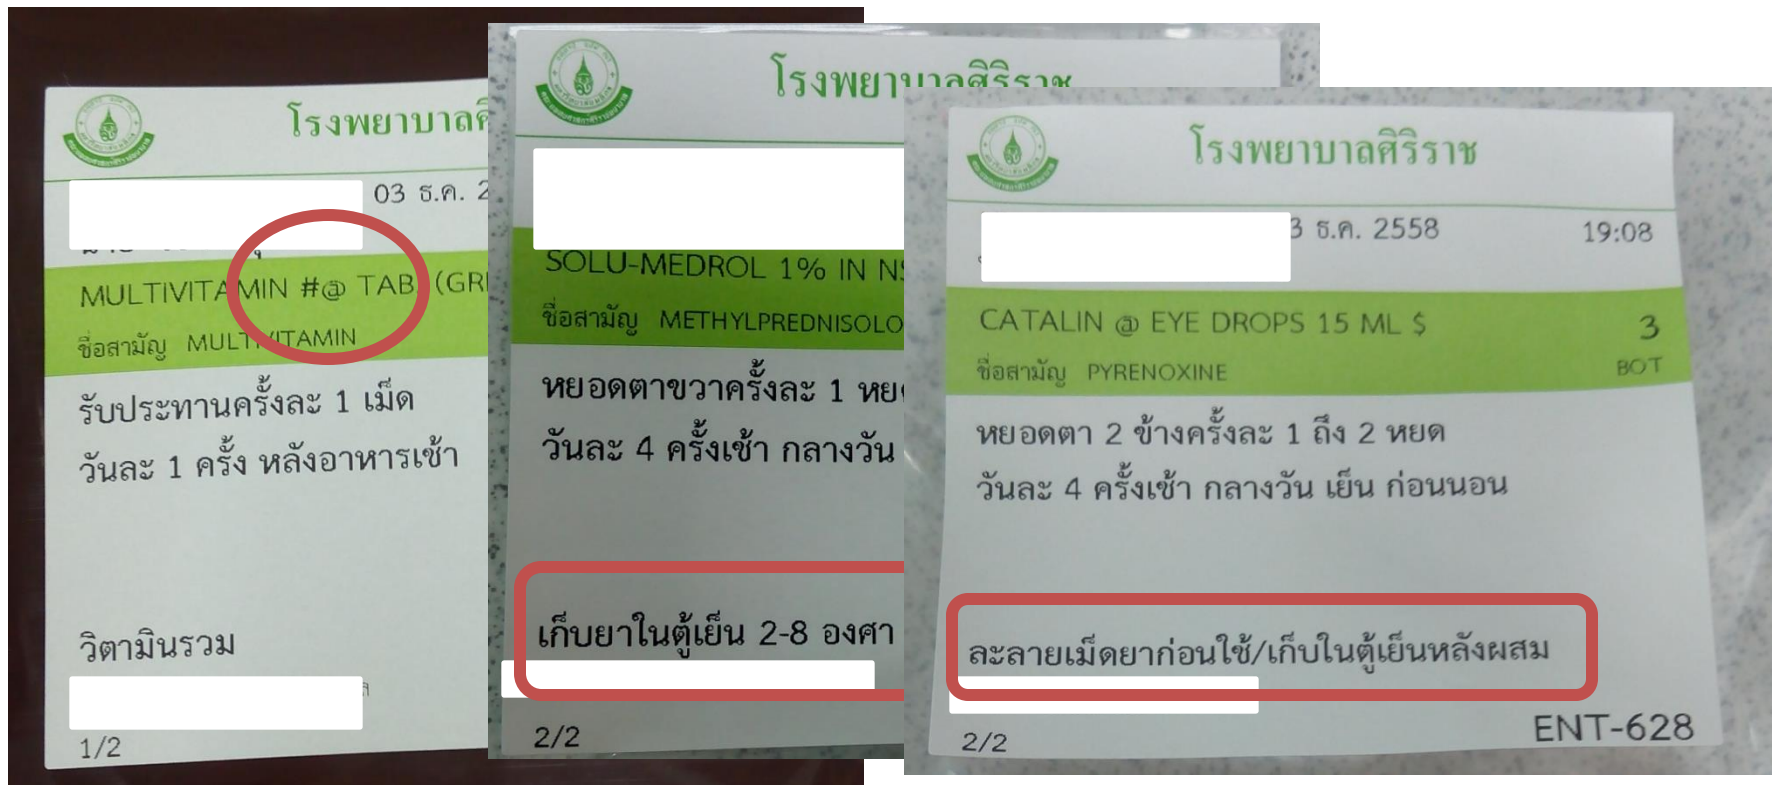 โรงพยาบาล
03 ธ.ค.
MULTIVITAMIN #@ TAB
ชื่อสามัญ MULTIVITAMIN
รับประทานครั้งละ 1 เม็ด
วันละ 1 ครั้ง หลังอาหารเช้า
วิตามินรวม
1/2
โรงพยาบาลศิริราช
SOLU-MEDROL 1% IN
ชื่อสามัญ METHYLPREDNISOLO
หยอดตาขวาครั้งละ 1
วันละ 4 ครั้งเช้า กลางวัน
เก็บยาในตู้เย็น 2-8 องศา
2/2
โรงพยาบาลศิริราช
3 ธ.ค. 2558 19:08
CATALIN @ EYE DROPS 15 ML $ 3
ชื่อสามัญ PYRENOXINE BOT
หยอดตา 2 ข้างครั้งละ 1 ถึง 2 หยด
วันละ 4 ครั้งเช้า กลางวัน เย็น ก่อนนอน
ละลายเม็ดยาก่อนใช้/เก็บในตู้เย็นหลังผสม
ENT-628
2/2